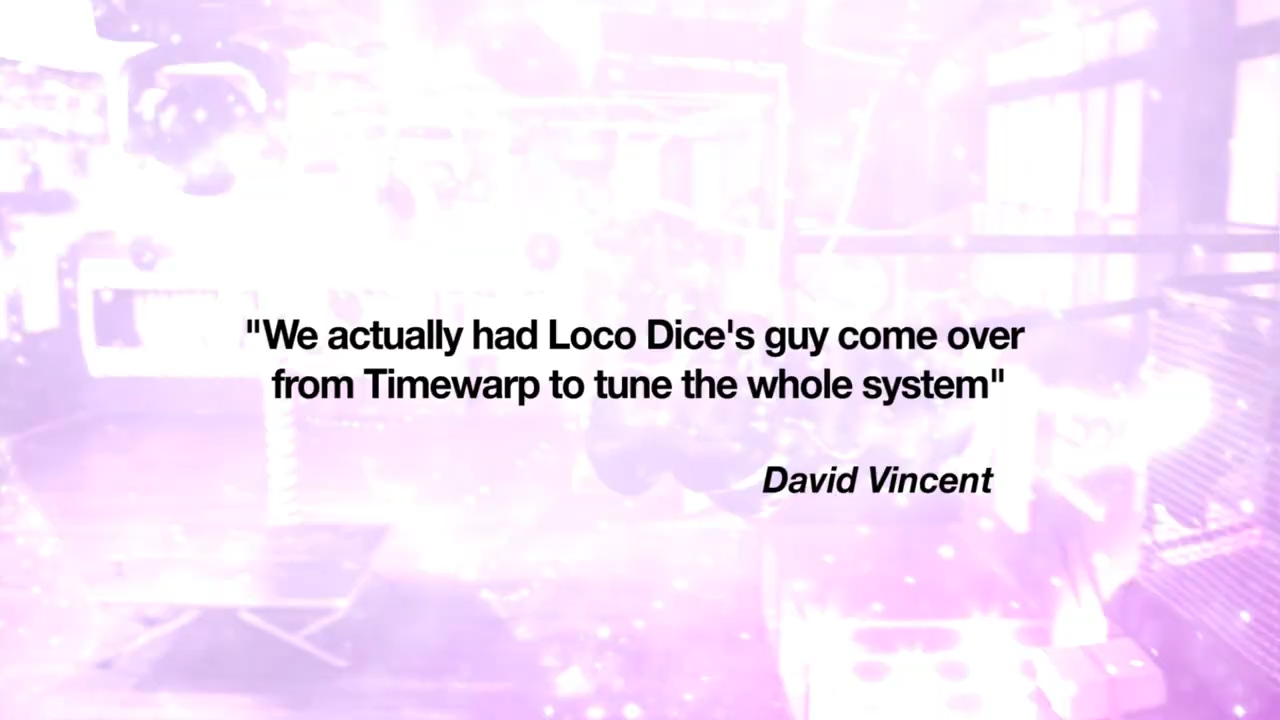 "We actually had Loco Dice's guy come over
from Timewarp to tune the whole system"
David Vincent